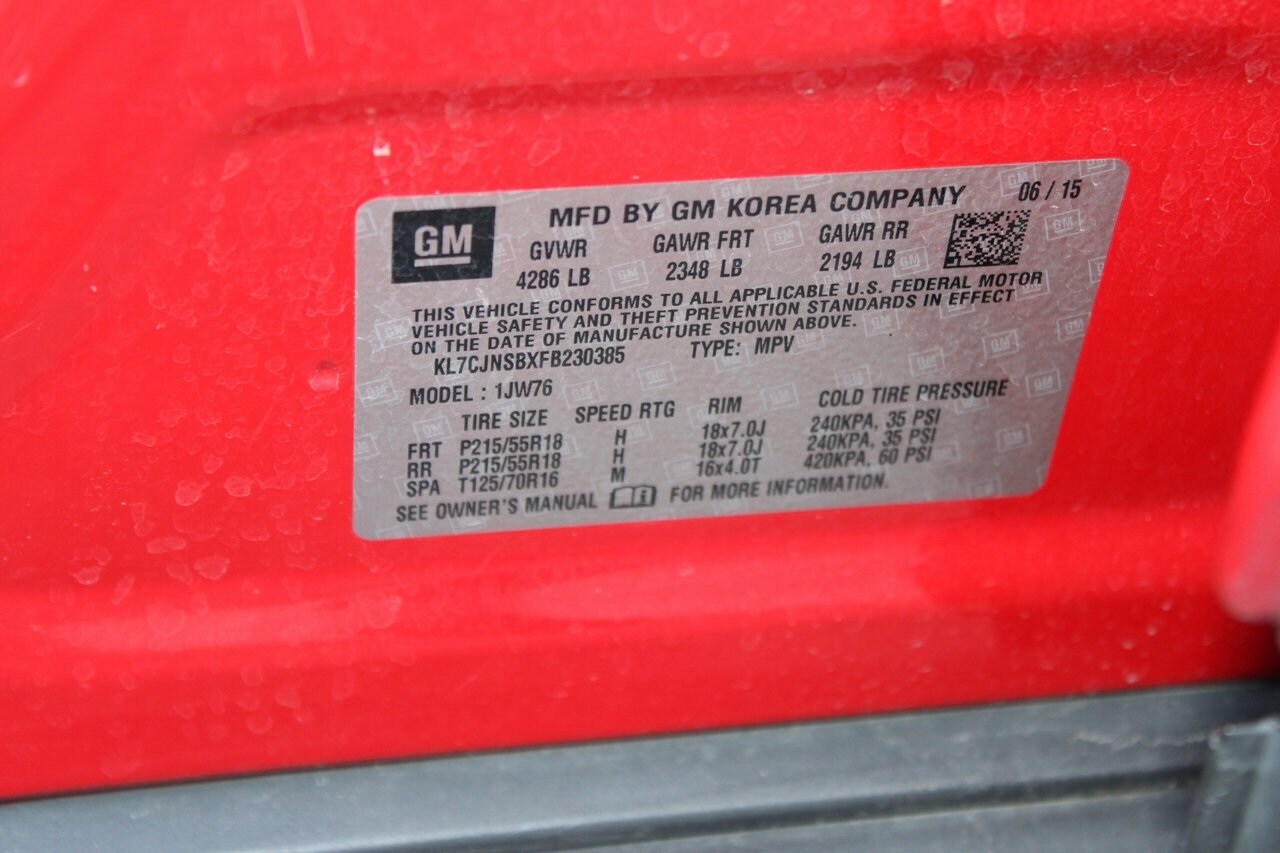 GM MFD BY GM KOREA COMPANY 06 / 15
GVWR GAWR FRT GAWR RR
4286 LB 2348 LB 2194 LB
THIS VEHICLE CONFORMS TO ALL APPLICABLE U.S. FEDERAL MOTOR
VEHICLE SAFETY AND THEFT PREVENTION STANDARDS IN EFFECT
ON THE DATE OF MANUFACTURE SHOWN ABOVE.
KL7CJNSBXFB230385 TYPE: MPV
MODEL : 1JW76
TIRE SIZE SPEED RTG RIM COLD TIRE PRESSURE
FRT P215/55R18 H 18x7.0J 240KPA, 35 PSI
RR P215/55R18 H 18x7.0J 240KPA, 35 PSI
SPA T125/70R16 M 16x4.0T 420KPA, 60 PSI
SEE OWNER'S MANUAL FOR MORE INFORMATION.